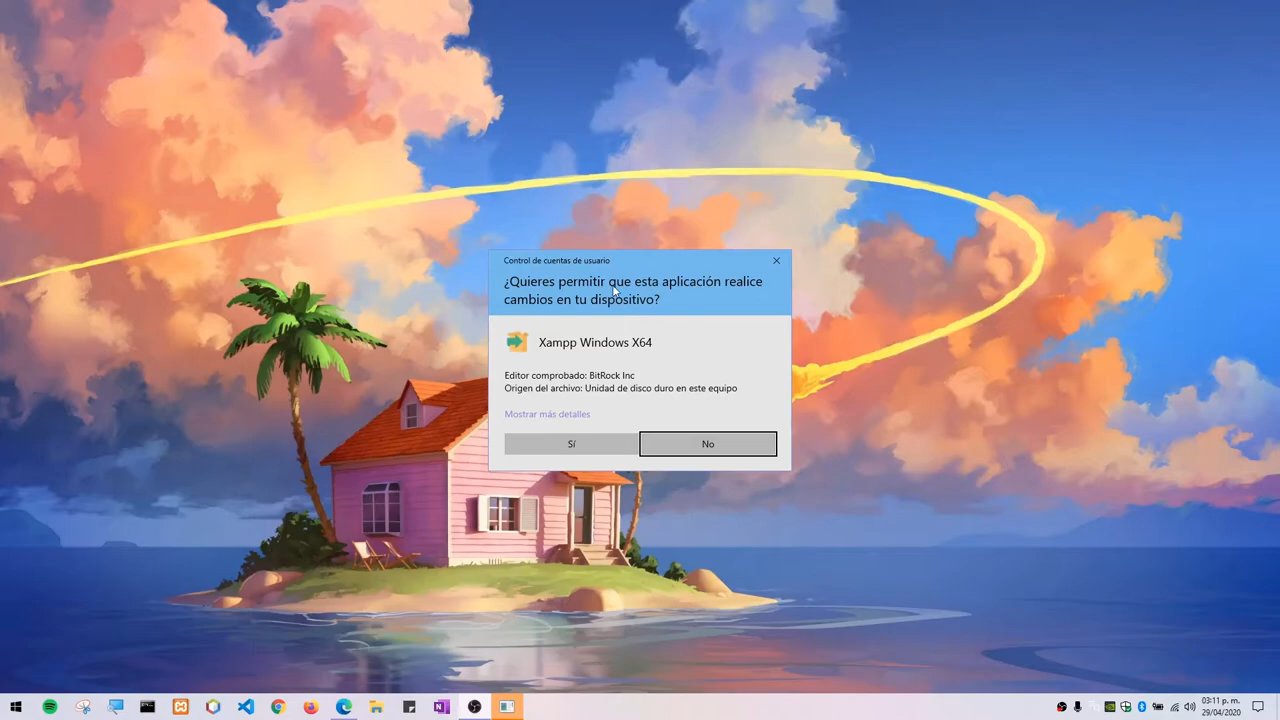 Control de cuentas de usuario
¿Quieres permitir que esta aplicación realice
cambios en tu dispositivo?
Xampp Windows X64
Editor comprobado: BitRock Inc
Origen del archivo: Unidad de disco duro en este equipo
Mostrar más detalles
Sí
No
03:11 p. m.
29/04/2020